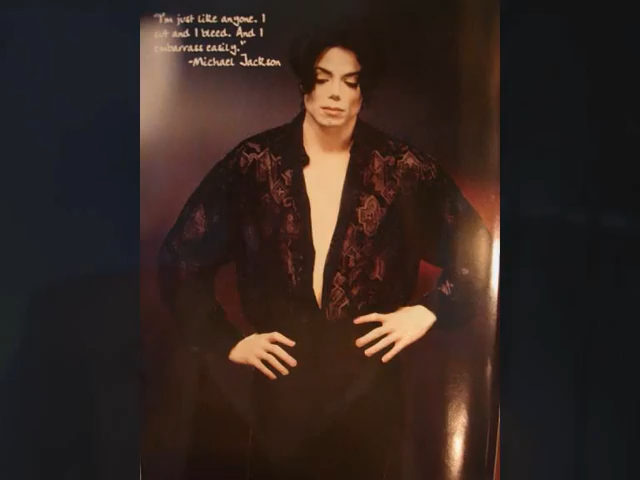 "I'm just like anyone. I
cut and I bleed. And I
embarrass easily."
-Michael Jackson